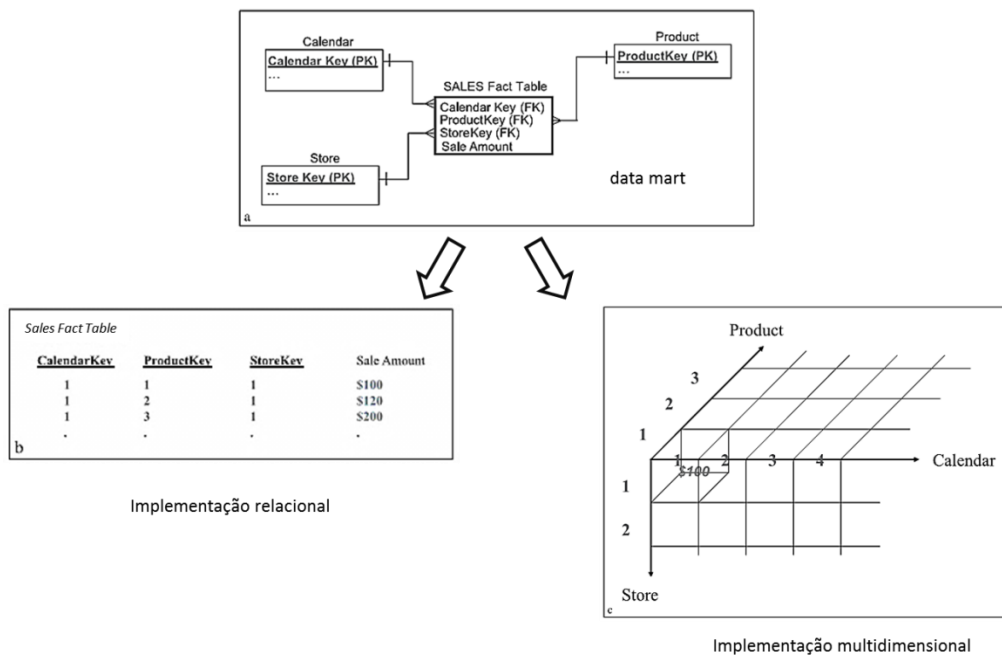 Calendar
Calendar Key (PK)
...
Product
ProductKey (PK)
...
SALES Fact Table
Calendar Key (FK)
ProductKey (FK)
StoreKey (FK)
Sale Amount
Store
Store Key (PK)
...
data mart
a
Sales Fact Table
CalendarKey ProductKey StoreKey Sale Amount
1 1 1 $100
1 2 1 $120
1 3 1 $200
. . . .
b
Implementação relacional
Product
3
2
1
1 2 3 4
Calendar
$100
1
2
Store
c
Implementação multidimensional